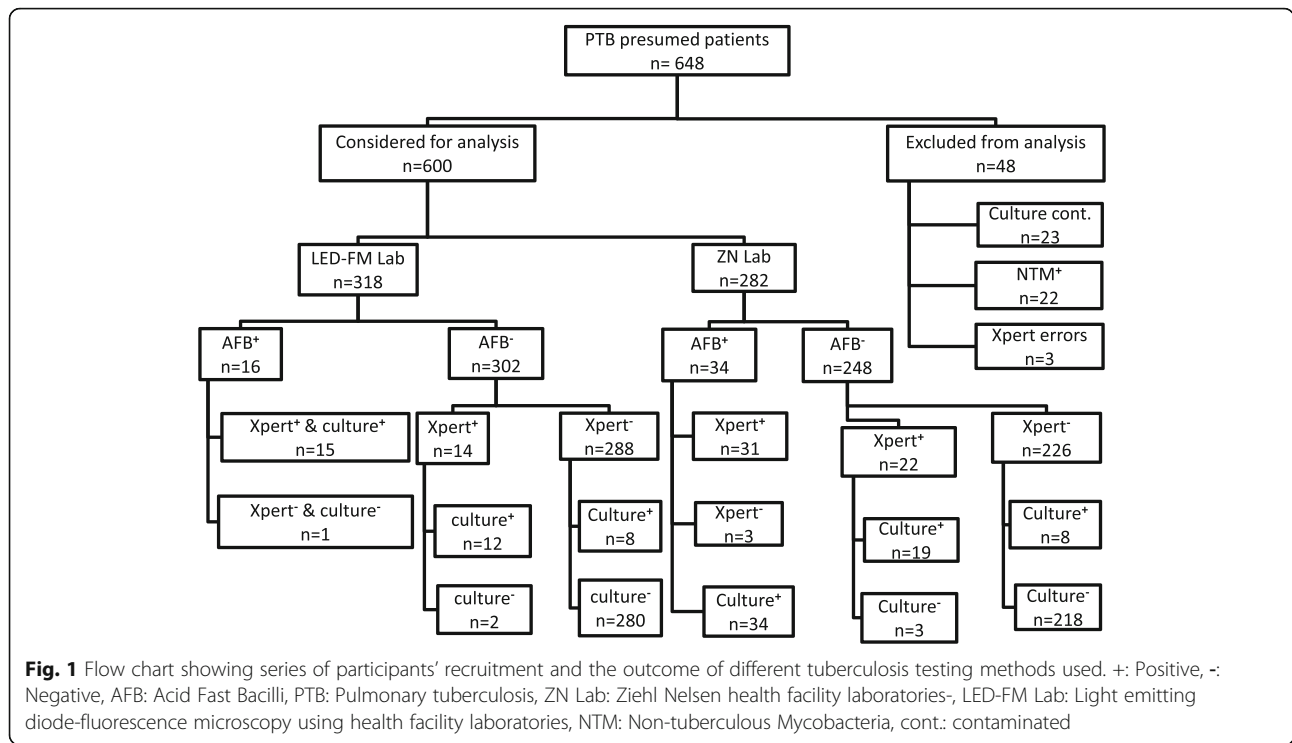 PTB presumed patients
n= 648
Considered for analysis
n=600
Excluded from analysis
n=48
Culture cont.
n=23
NTM⁺
n=22
Xpert errors
n=3
LED-FM Lab
n=318
ZN Lab
n=282
AFB⁺
n=16
AFB⁻
n=302
AFB⁺
n=34
AFB⁻
n=248
Xpert⁺ & culture⁺
n=15
Xpert⁻ & culture⁻
n=1
Xpert⁺
n=14
Xpert⁻
n=288
culture⁺
n=12
culture⁻
n=2
Culture⁺
n=8
culture⁻
n=280
Xpert⁺
n=31
Xpert⁻
n=3
Culture⁺
n=34
Xpert⁺
n=22
Xpert⁻
n=226
Culture⁺
n=19
Culture⁻
n=3
Culture⁺
n=8
Culture⁻
n=218
Fig. 1 Flow chart showing series of participants’ recruitment and the outcome of different tuberculosis testing methods used. +: Positive, -:
Negative, AFB: Acid Fast Bacilli, PTB: Pulmonary tuberculosis, ZN Lab: Ziehl Nelsen health facility laboratories-, LED-FM Lab: Light emitting
diode-fluorescence microscopy using health facility laboratories, NTM: Non-tuberculous Mycobacteria, cont.: contaminated